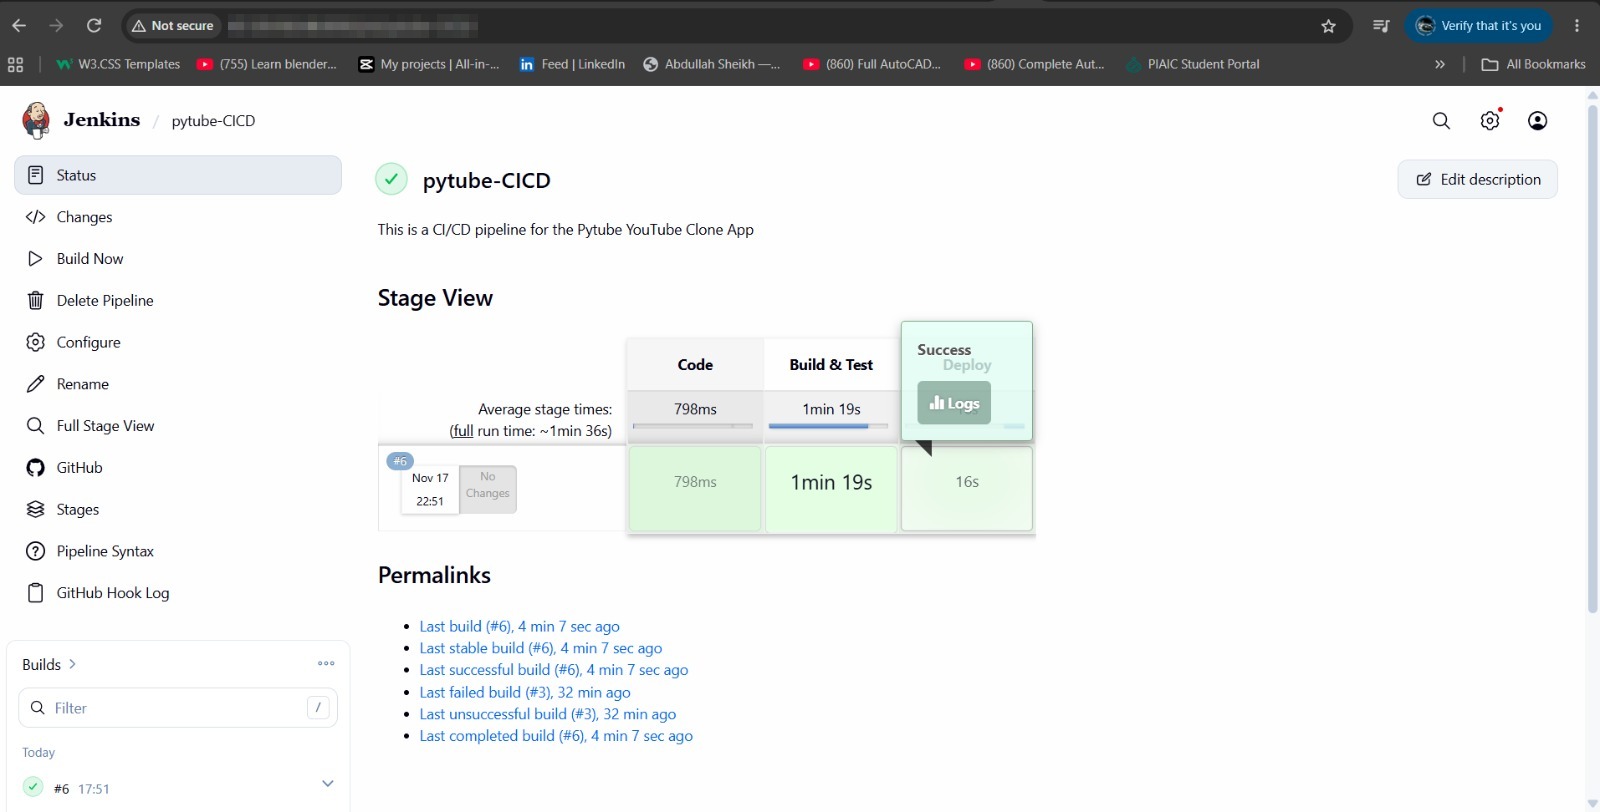 Not secure
Verify that it's you
W3.CSS Templates
(755) Learn blender...
My projects | All-in-...
Feed | LinkedIn
Abdullah Sheikh —...
(860) Full AutoCAD...
(860) Complete Aut...
PIAIC Student Portal
»
All Bookmarks
Jenkins / pytube-CICD
Status
Changes
Build Now
Delete Pipeline
Configure
Rename
Full Stage View
GitHub
Stages
Pipeline Syntax
GitHub Hook Log
Builds >
Filter /
Today
#6 17:51
pytube-CICD
Edit description
This is a CI/CD pipeline for the Pytube YouTube Clone App
Stage View
Code
Build & Test
Success
Deploy
Logs
Average stage times:
(full run time: ~1min 36s)
798ms
1min 19s
#6
Nov 17
22:51
No
Changes
798ms
1min 19s
16s
Permalinks
Last build (#6), 4 min 7 sec ago
Last stable build (#6), 4 min 7 sec ago
Last successful build (#6), 4 min 7 sec ago
Last failed build (#3), 32 min ago
Last unsuccessful build (#3), 32 min ago
Last completed build (#6), 4 min 7 sec ago